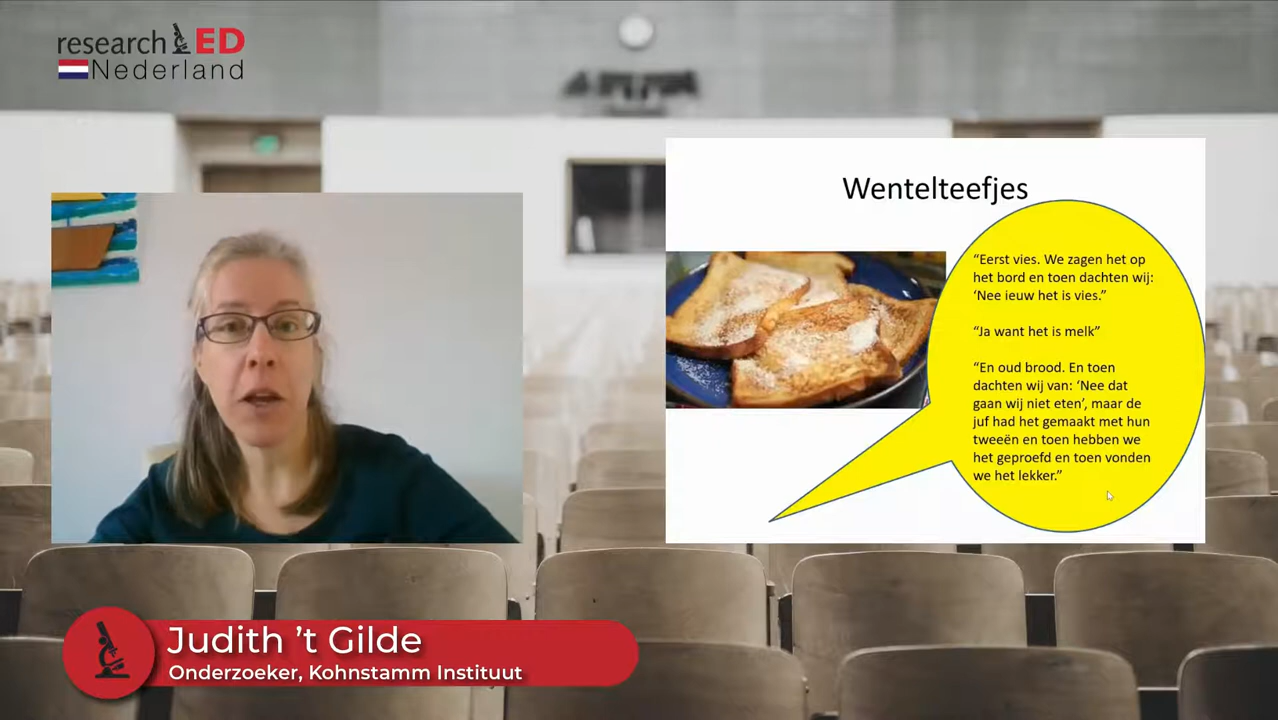 researchED
Nederland
Wentelteefjes
“Eerst vies. We zagen het op
het bord en toen dachten wij:
‘Nee ieuw het is vies.”
“Ja want het is melk”
“En oud brood. En toen
dachten wij van: ‘Nee dat
gaan wij niet eten’, maar de
juf had het gemaakt met hun
tweeën en toen hebben we
het geproefd en toen vonden
we het lekker.”
Judith ’t Gilde
Onderzoeker, Kohnstamm Instituut